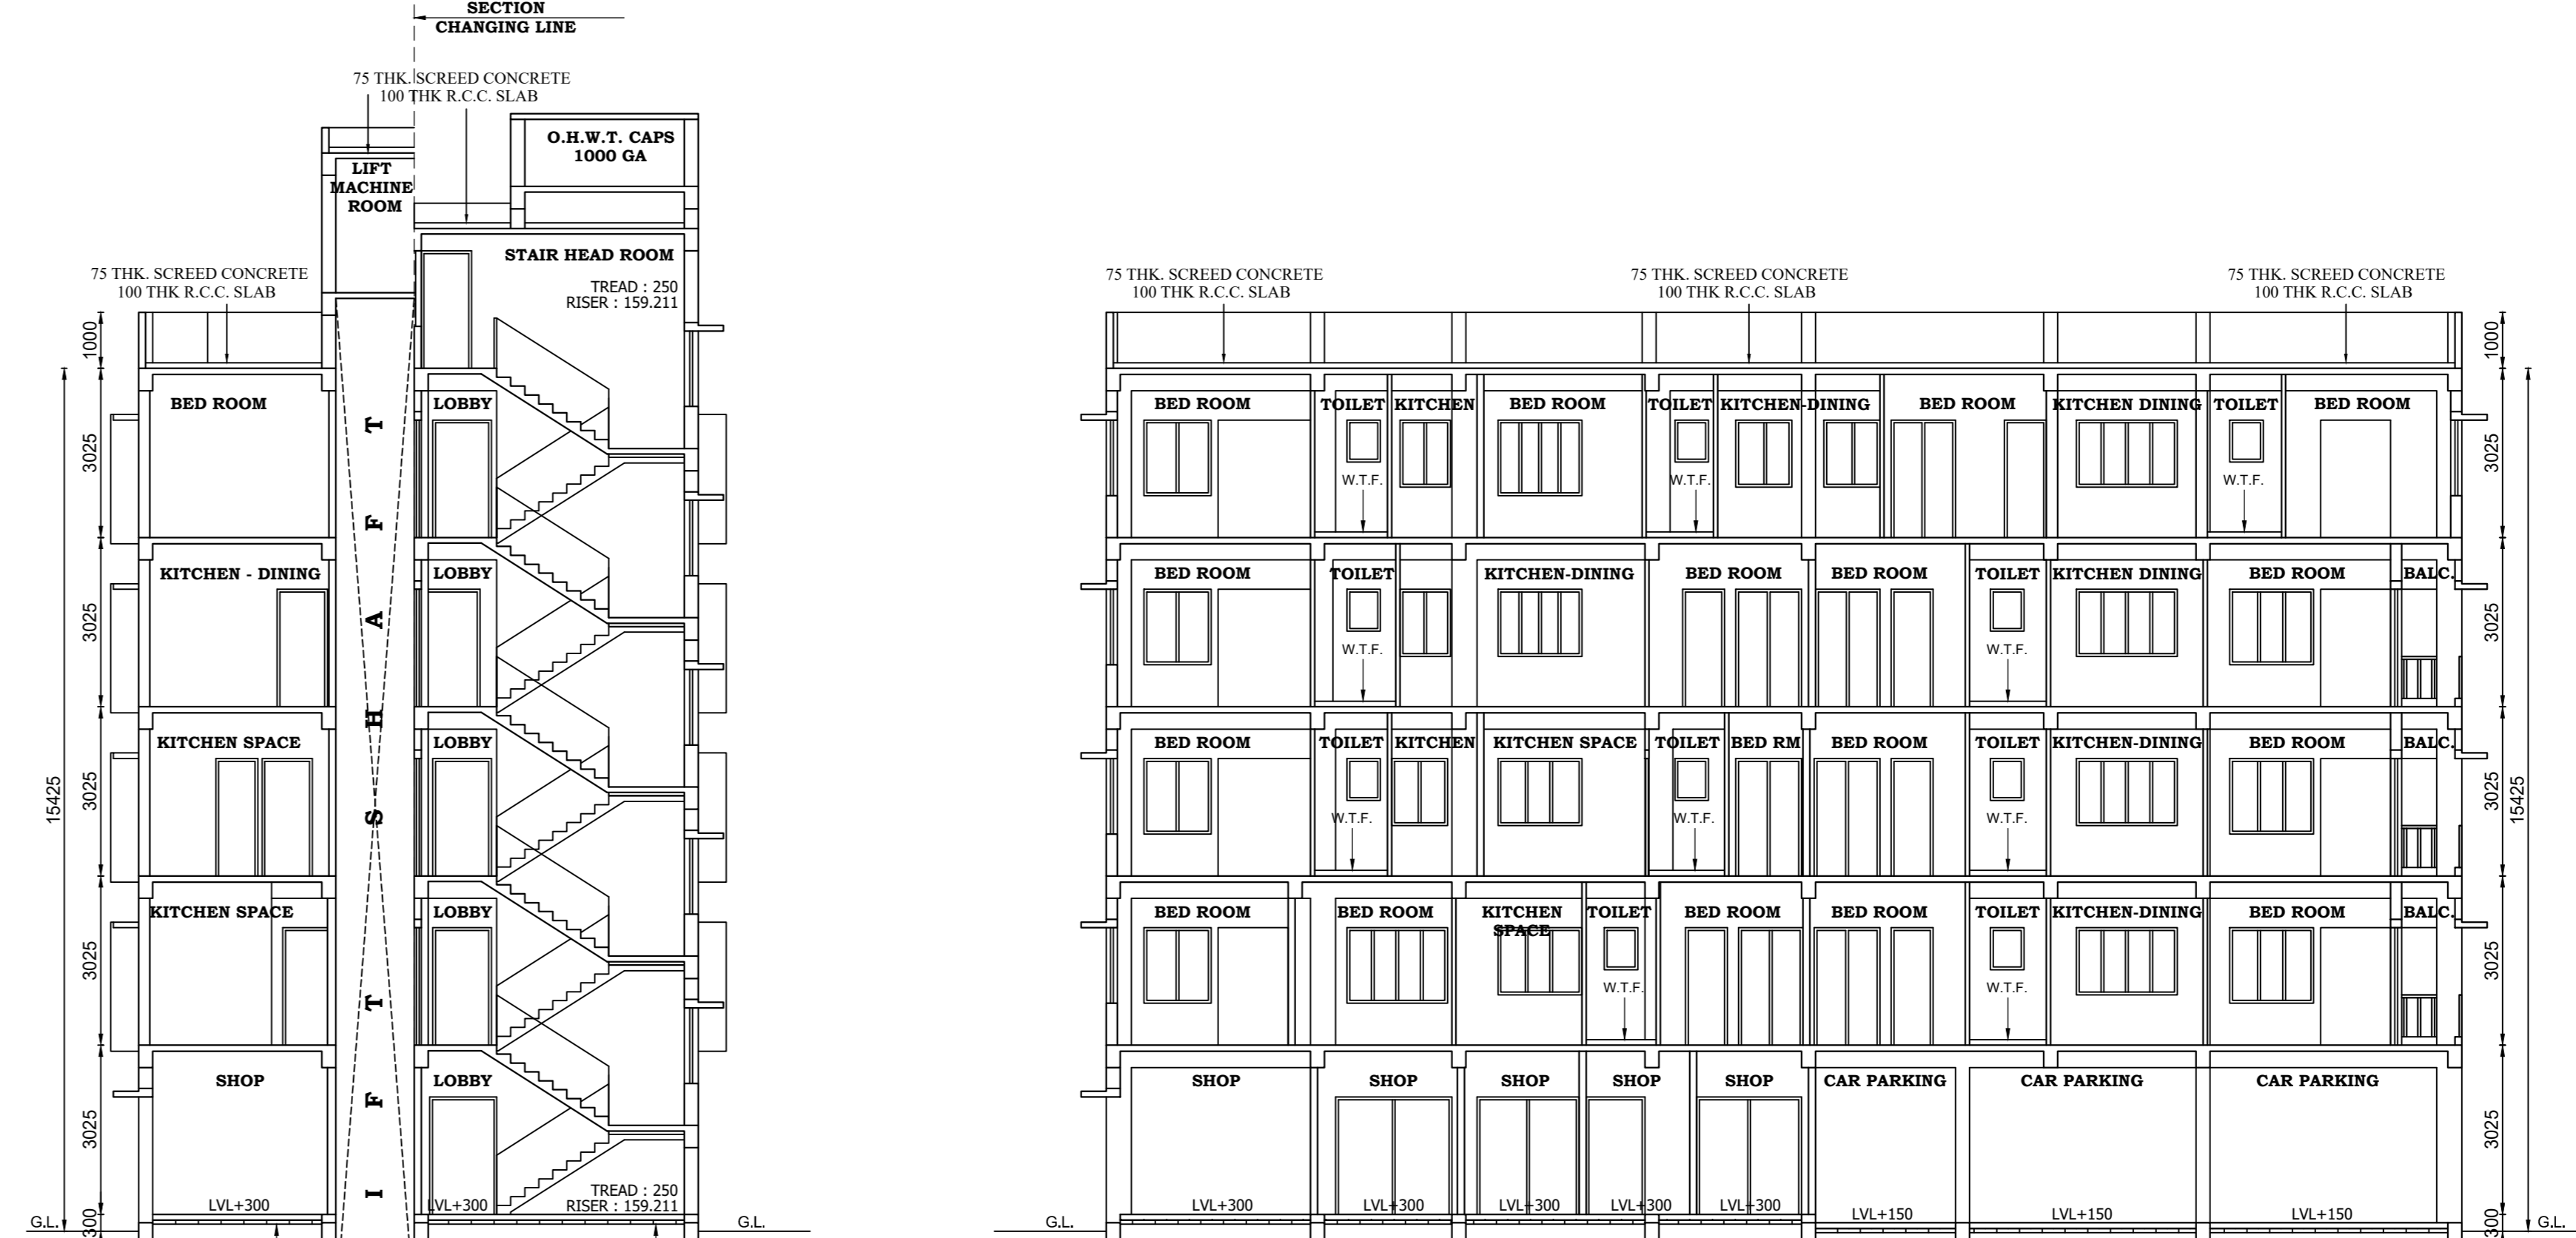 SECTION
CHANGING LINE
75 THK. SCREED CONCRETE
100 THK R.C.C. SLAB
O.H.W.T. CAPS
1000 GA
LIFT
MACHINE
ROOM
STAIR HEAD ROOM
TREAD : 250
RISER : 159.211
75 THK. SCREED CONCRETE
100 THK R.C.C. SLAB
1000
BED ROOM
LOBBY
3025
KITCHEN - DINING
LOBBY
3025
KITCHEN SPACE
LOBBY
3025
15425
KITCHEN SPACE
LOBBY
3025
SHOP
LOBBY
3025
T
F
A
H
S
T
F
I
LVL+300
LVL+300
TREAD : 250
RISER : 159.211
G.L.
G.L.
300
75 THK. SCREED CONCRETE
100 THK R.C.C. SLAB
75 THK. SCREED CONCRETE
100 THK R.C.C. SLAB
75 THK. SCREED CONCRETE
100 THK R.C.C. SLAB
1000
BED ROOM TOILET KITCHEN BED ROOM TOILET KITCHEN-DINING BED ROOM KITCHEN DINING TOILET BED ROOM
W.T.F. W.T.F. W.T.F.
3025
BED ROOM TOILET KITCHEN-DINING BED ROOM BED ROOM TOILET KITCHEN DINING BED ROOM BALC.
W.T.F. W.T.F.
3025
BED ROOM TOILET KITCHEN KITCHEN SPACE TOILET BED RM BED ROOM TOILET KITCHEN-DINING BED ROOM BALC.
W.T.F. W.T.F. W.T.F.
3025
15425
BED ROOM BED ROOM KITCHEN SPACE TOILET BED ROOM BED ROOM TOILET KITCHEN-DINING BED ROOM BALC.
W.T.F. W.T.F.
3025
SHOP SHOP SHOP SHOP SHOP CAR PARKING CAR PARKING CAR PARKING
3025
LVL+300 LVL+300 LVL+300 LVL+300 LVL+300 LVL+150 LVL+150 LVL+150
G.L.
G.L.
300